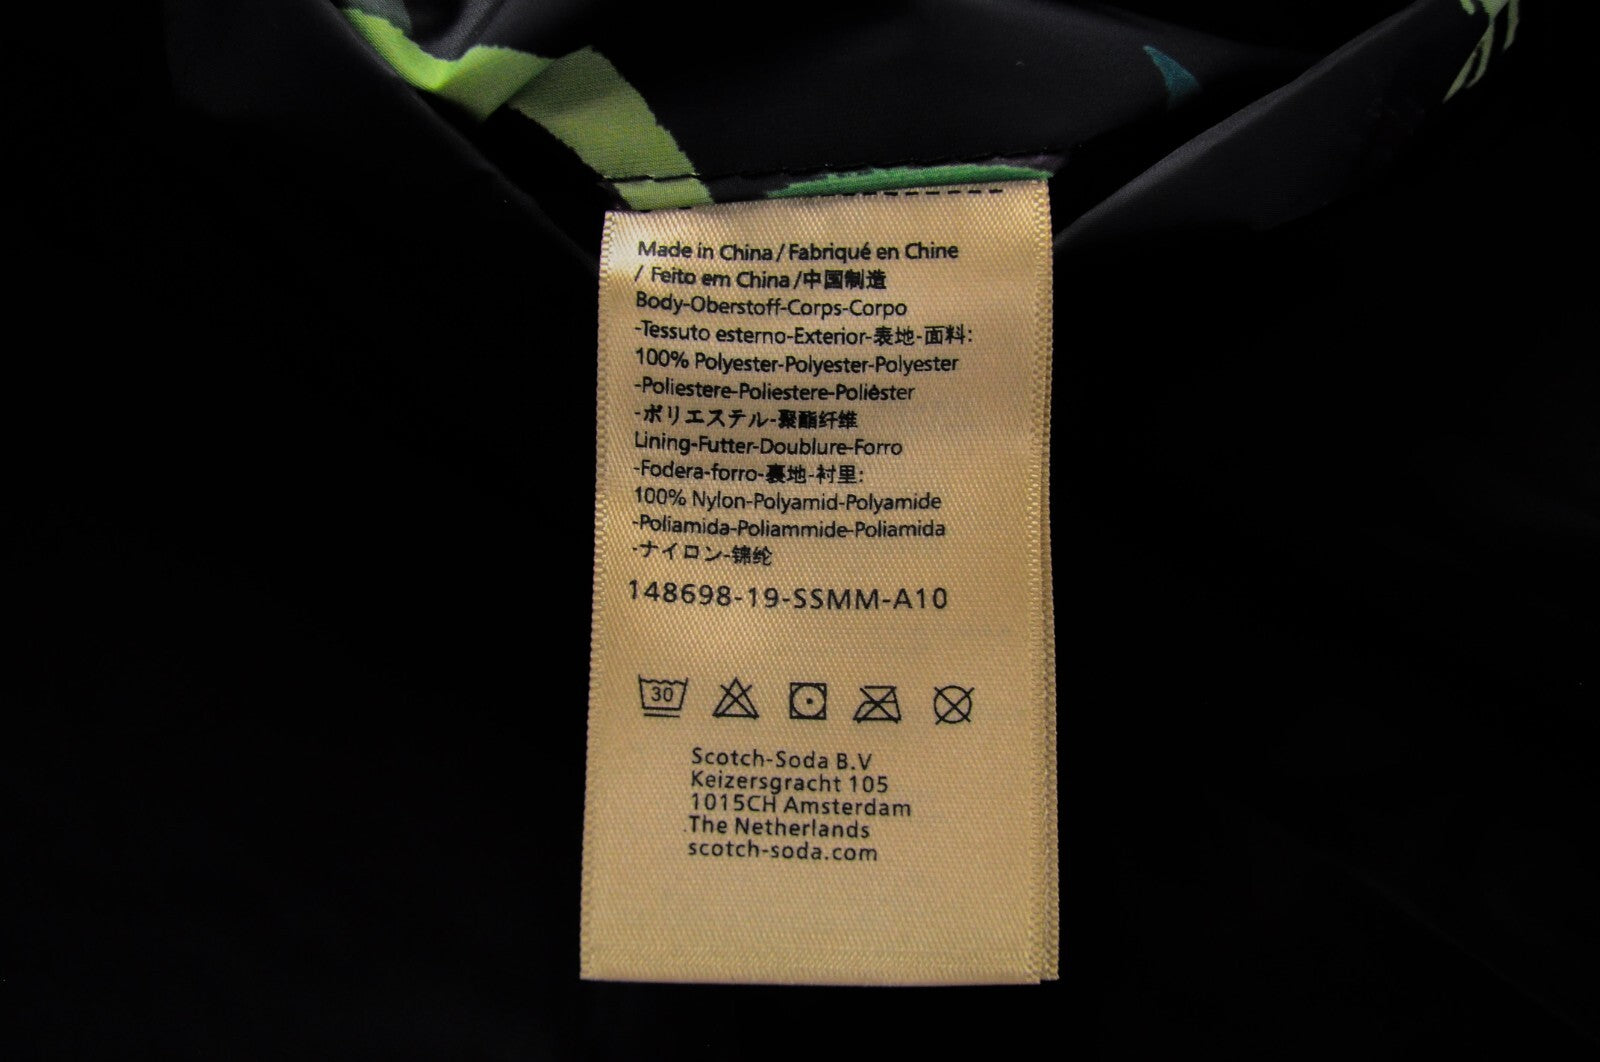 Made in China / Fabriqué en Chine
/ Feito em China /中国制造
Body-Oberstoff-Corps-Corpo
-Tessuto esterno-Exterior-表地-面料:
100% Polyester-Polyester-Polyester
-Poliestere-Poliestere-Poliéster
-ポリエステル-聚酯纤维
Lining-Futter-Doublure-Forro
-Fodera-forro-裏地-衬里:
100% Nylon-Polyamid-Polyamide
-Poliamida-Poliammide-Poliamida
-ナイロン-锦纶
148698-19-SSMM-A10
30
Scotch-Soda B.V
Keizersgracht 105
1015CH Amsterdam
.The Netherlands
scotch-soda.com